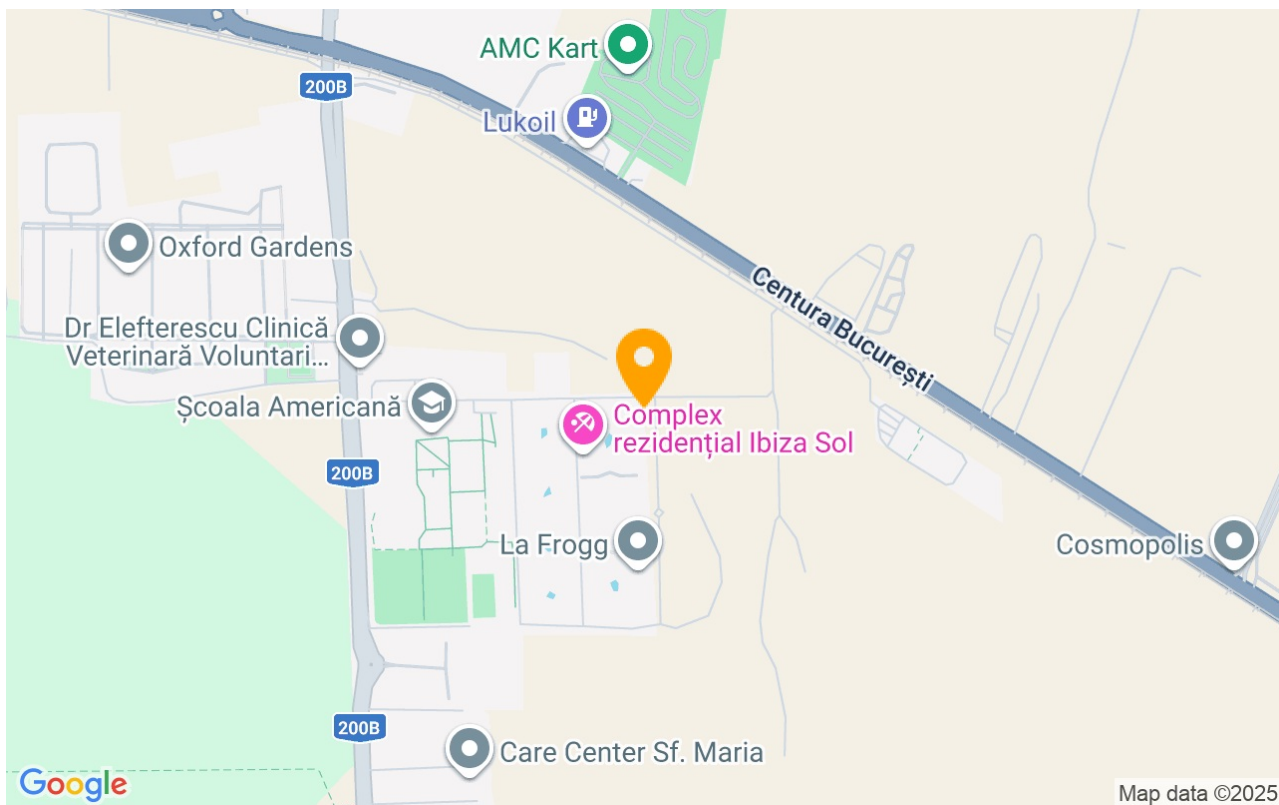 AMC Kart
200B
Lukoil
Oxford Gardens
Centura București
Dr Elefterescu Clinică
Veterinară Voluntari...
Școala Americană
Complex
rezidențial Ibiza Sol
200B
La Frogg
Cosmopolis
200B
Care Center Sf. Maria
Google
Map data ©2025